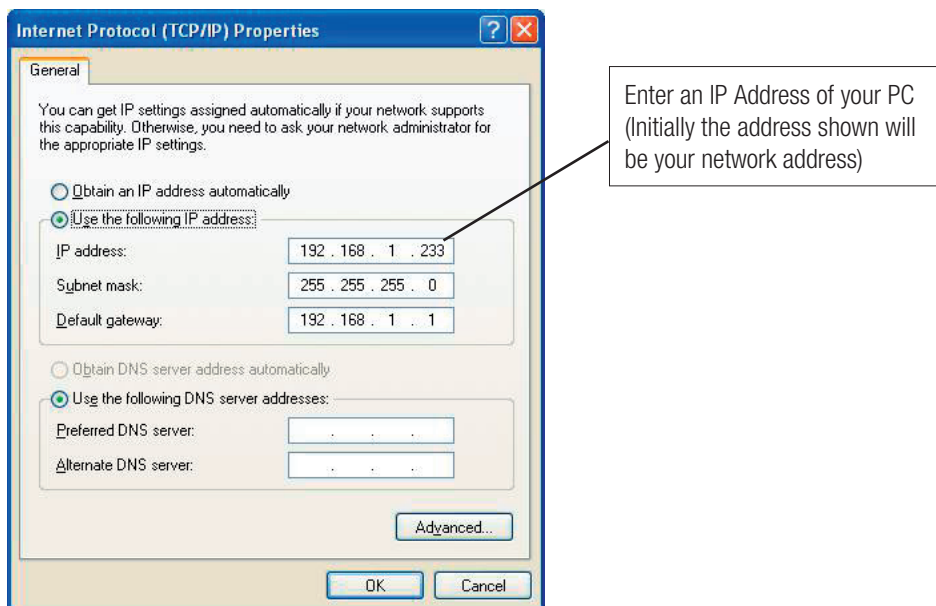 Internet Protocol (TCP/IP) Properties
General
You can get IP settings assigned automatically if your network supports
this capability. Otherwise, you need to ask your network administrator for
the appropriate IP settings.
Obtain an IP address automatically
Use the following IP address:
IP address: 192 . 168 . 1 . 233
Subnet mask: 255 . 255 . 255 . 0
Default gateway: 192 . 168 . 1 . 1
Obtain DNS server address automatically
Use the following DNS server addresses:
Preferred DNS server: . . .
Alternate DNS server: . . .
Advanced...
OK Cancel
Enter an IP Address of your PC
(Initially the address shown will
be your network address)